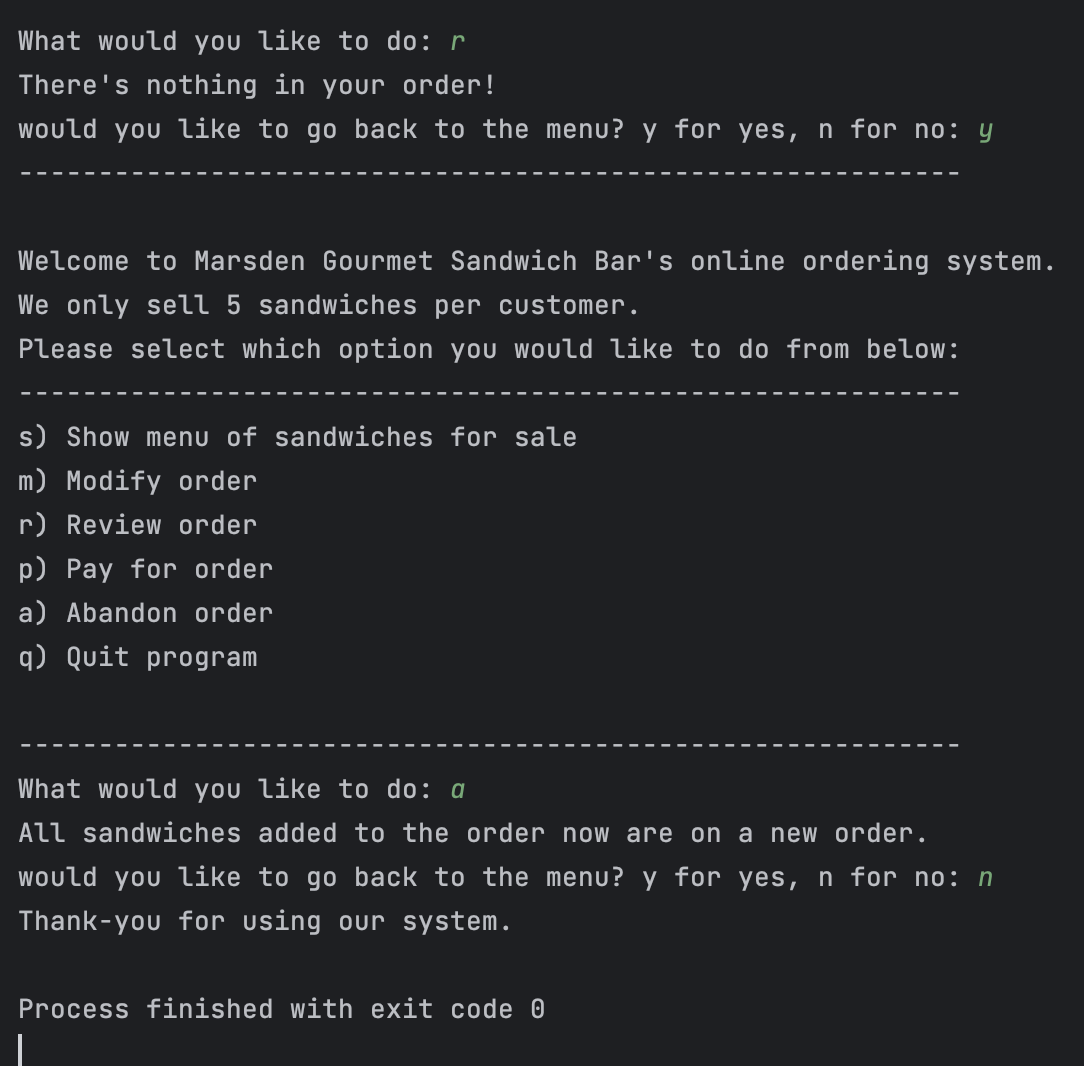 What would you like to do: r
There's nothing in your order!
would you like to go back to the menu? y for yes, n for no: y
-----------------------------------------------------------
Welcome to Marsden Gourmet Sandwich Bar's online ordering system.
We only sell 5 sandwiches per customer.
Please select which option you would like to do from below:
-----------------------------------------------------------
s) Show menu of sandwiches for sale
m) Modify order
r) Review order
p) Pay for order
a) Abandon order
q) Quit program
-----------------------------------------------------------
What would you like to do: a
All sandwiches added to the order now are on a new order.
would you like to go back to the menu? y for yes, n for no: n
Thank-you for using our system.
Process finished with exit code 0